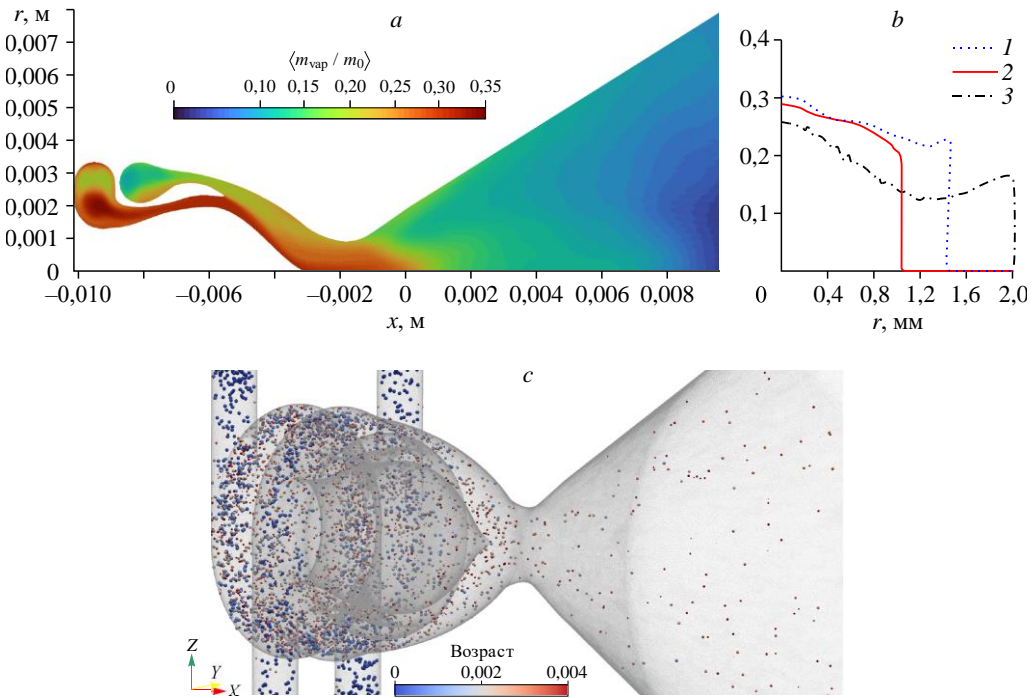 r, м
a
0,008
0,007
0,006
0,005
0,004
0,003
0,002
0,001
0
⟨m_vap / m_0⟩
0 0,10 0,15 0,20 0,25 0,30 0,35
–0,010 –0,006 –0,002 0 0,002 0,004 0,006 0,008
x, м
b
0,4
0,3
0,2
0,1
1
2
3
0 0,4 0,8 1,2 1,6 2,0
r, мм
c
Z
Y
X
Возраст
0 0,002 0,004